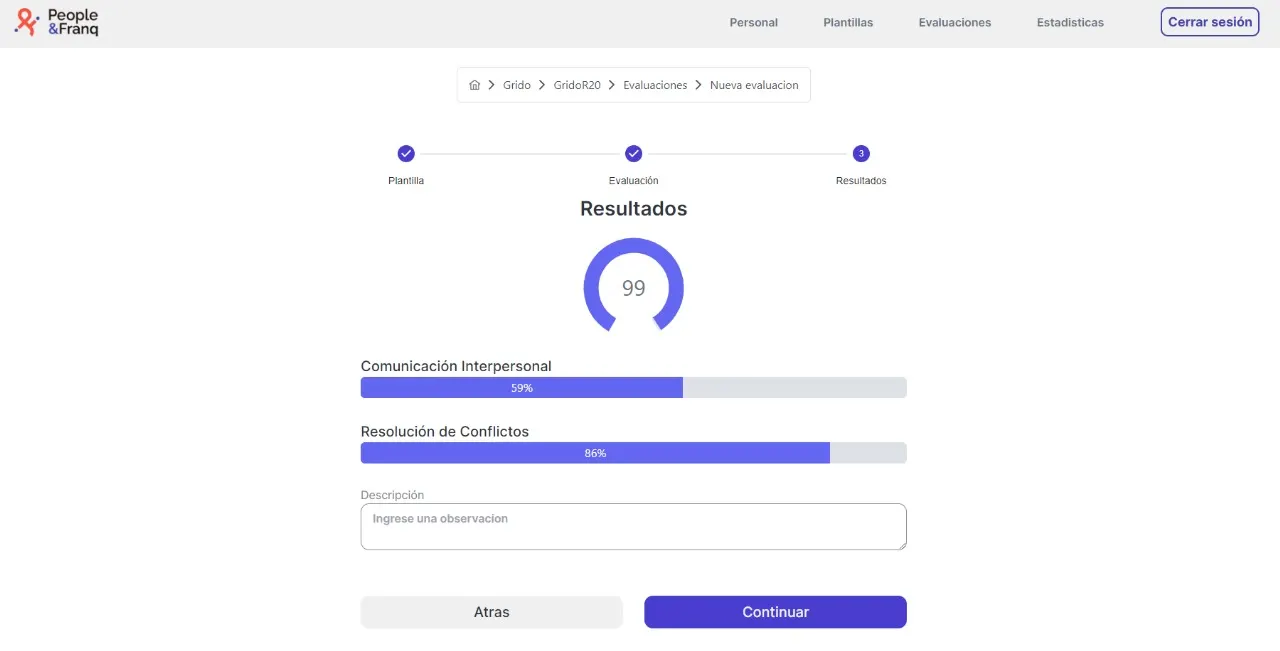 People
&Franq
Personal
Plantillas
Evaluaciones
Estadisticas
Cerrar sesión
Grido
GridoR20
Evaluaciones
Nueva evaluacion
3
Plantilla
Evaluación
Resultados
Resultados
99
Comunicación Interpersonal
59%
Resolución de Conflictos
86%
Descripción
Ingrese una observacion
Atras
Continuar